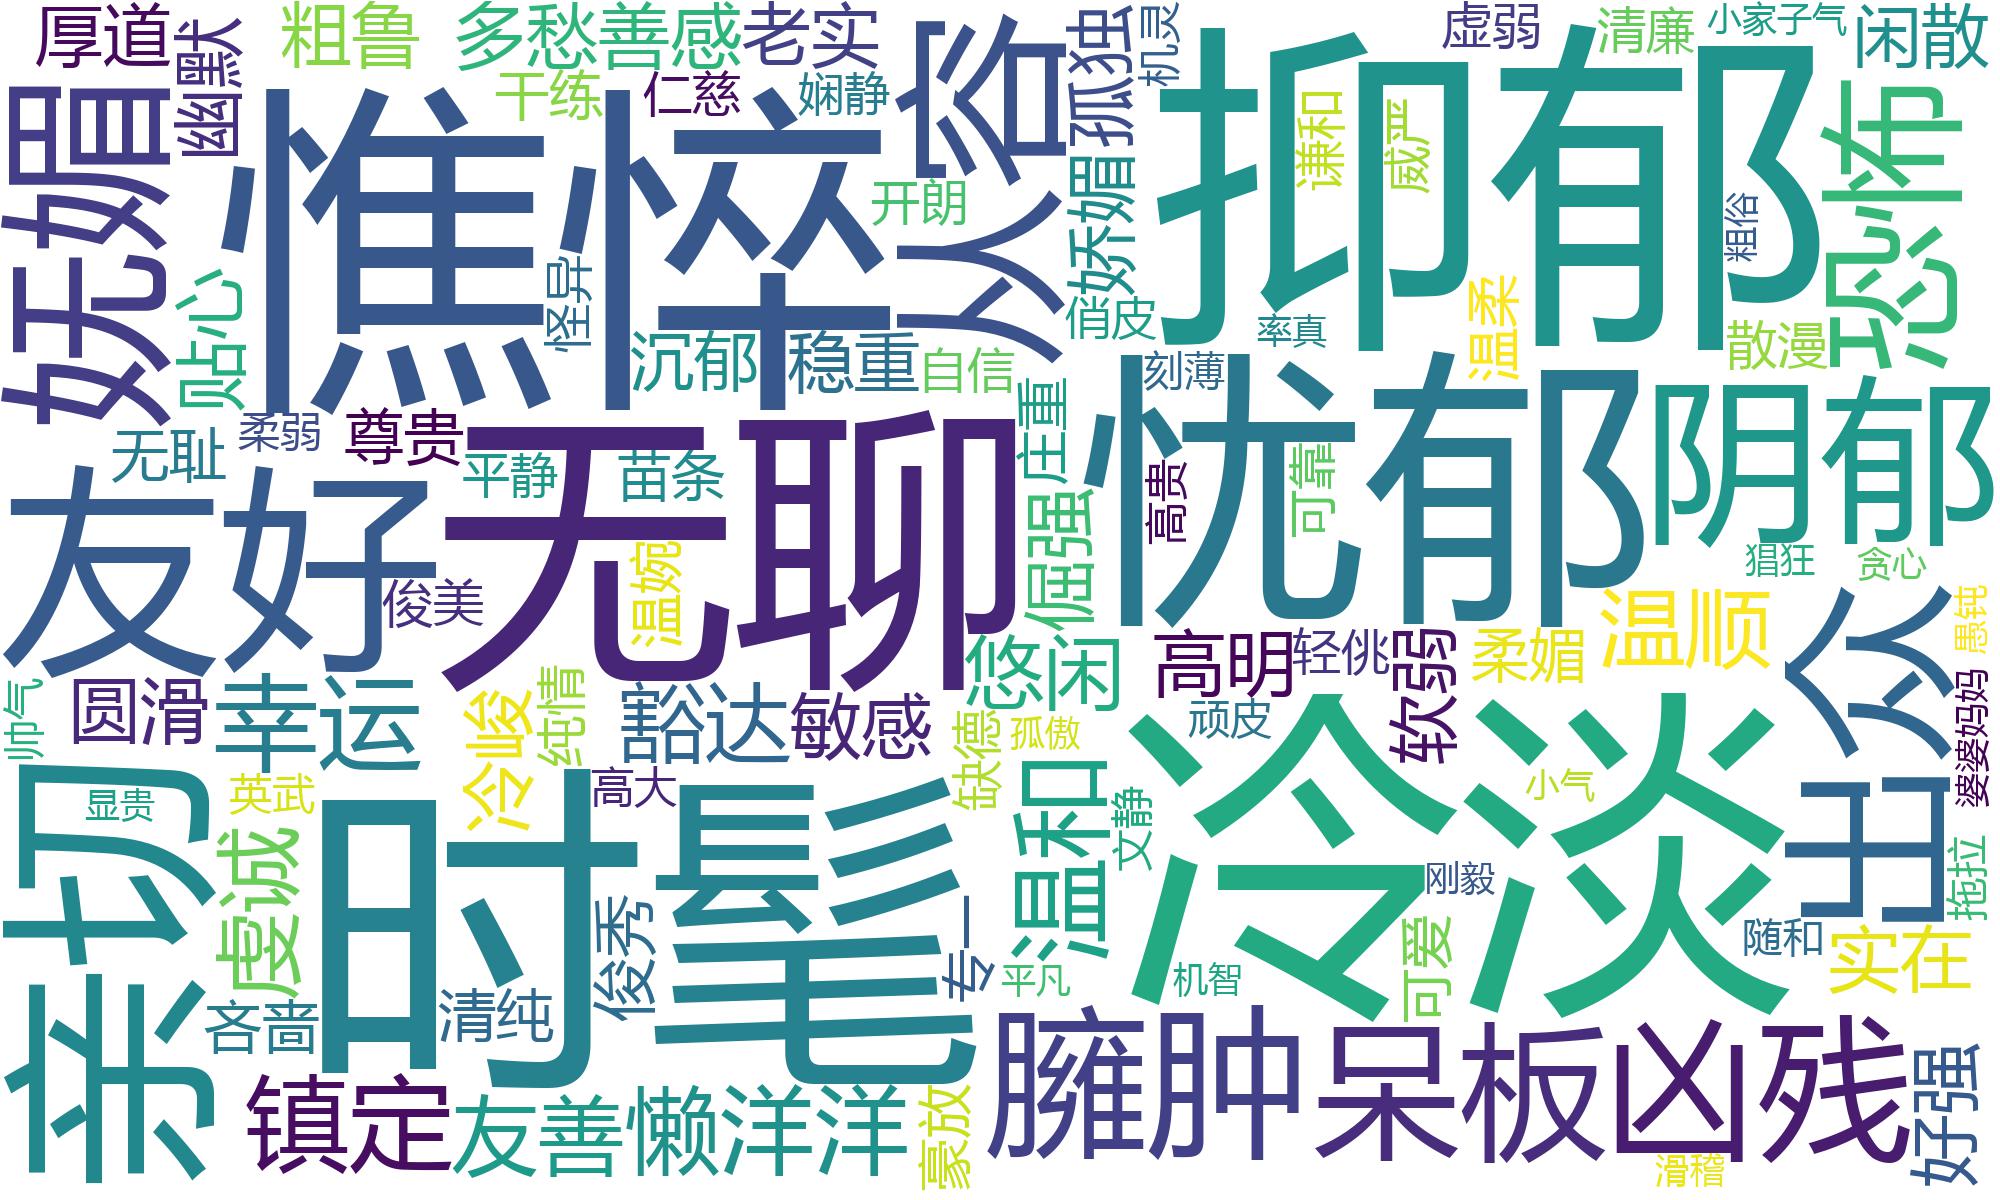 厚道
幽默
粗鲁
多愁善感
老实
从容
孤独
机灵
虚弱
清廉
小家子气
闲散
干练
仁慈
娴静
抑郁
谦和
威严
恐怖
妩媚
憔悴
开朗
娇媚
粗俗
贴心
怪异
俏皮
率真
温柔
散漫
沉郁
稳重
自信
刻薄
忧郁
阴郁
无耻
柔弱
尊贵
平静
无聊
苗条
庄重
高贵
可靠
友好
俊美
温婉
倔强
猖狂
贪心
出众
愚钝
悠闲
高明
轻佻
软弱
柔媚
温顺
帅气
圆滑
幸运
冷峻
纯情
豁达
敏感
缺德
孤傲
顽皮
冷淡
小气
婆婆妈妈
亲切
显贵
英武
高大
时髦
温和
文静
虔诚
俊秀
专一
刚毅
可爱
随和
实在
拖拉
吝啬
清纯
平凡
机智
镇定
友善
懒洋洋
豪放
臃肿
呆板
凶残
滑稽
好强